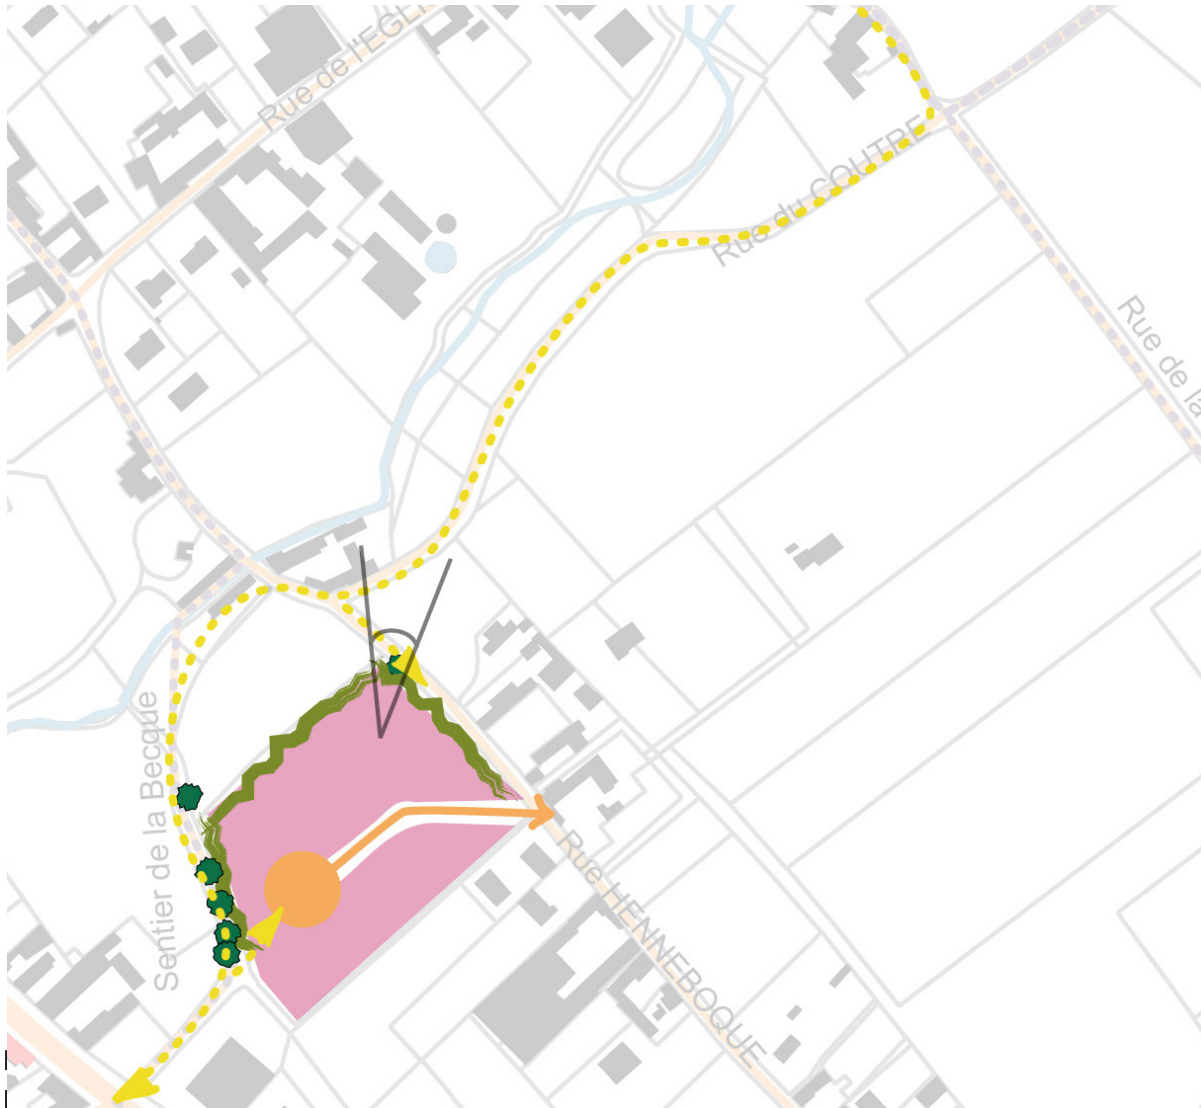 Rue de l'EGLI
Rue du COUTRE
Rue de la
Sentier de la Becque
Rue HENNEBOQUE